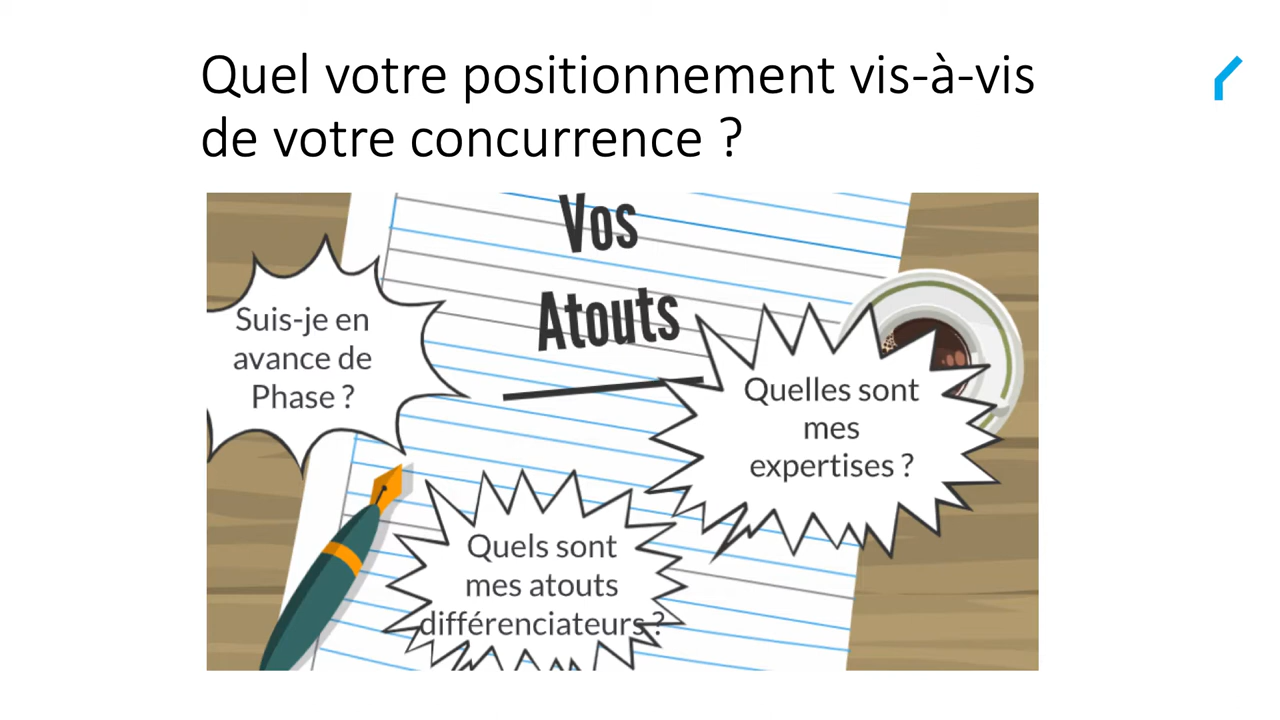 Quel votre positionnement vis-à-vis
de votre concurrence ?
Vos
Atouts
Suis-je en
avance de
Phase ?
Quelles sont
mes
expertises ?
Quels sont
mes atouts
différenciateurs ?